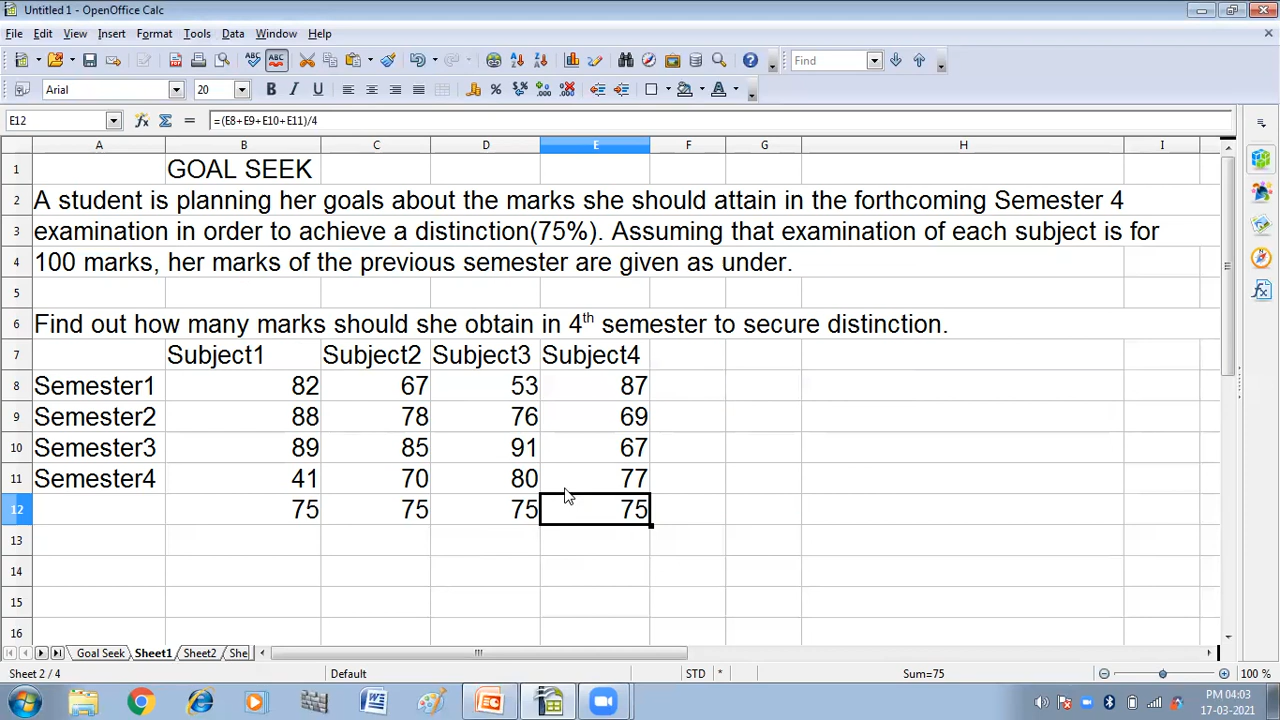 Untitled 1 - OpenOffice Calc
File Edit View Insert Format Tools Data Window Help
Find
Arial 20
E12 =(E8+E9+E10+E11)/4
A B C D E F G H I
1 GOAL SEEK
2 A student is planning her goals about the marks she should attain in the forthcoming Semester 4
3 examination in order to achieve a distinction(75%). Assuming that examination of each subject is for
4 100 marks, her marks of the previous semester are given as under.
5
6 Find out how many marks should she obtain in 4th semester to secure distinction.
7 Subject1 Subject2 Subject3 Subject4
8 Semester1 82 67 53 87
9 Semester2 88 78 76 69
10 Semester3 89 85 91 67
11 Semester4 41 70 80 77
12 75 75 75 75
13
14
15
16
Goal Seek Sheet1 Sheet2 She
Sheet 2 / 4 Default STD * Sum=75 100 %
PM 04:03
17-03-2021